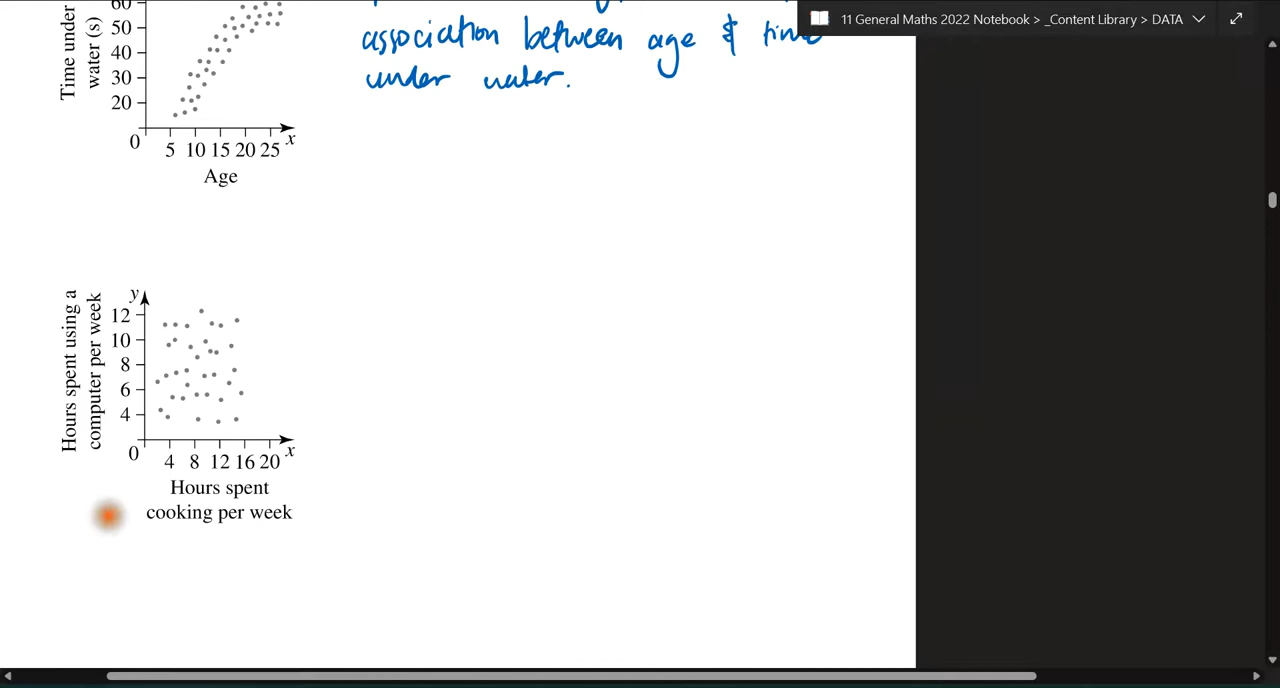 11 General Maths 2022 Notebook > _Content Library > DATA
association between age & time
under water.
Time under
water (s)
60
50
40
30
20
0
5 10 15 20 25 x
Age
Hours spent using a
computer per week
y
12
10
8
6
4
0
4 8 12 16 20 x
Hours spent
cooking per week